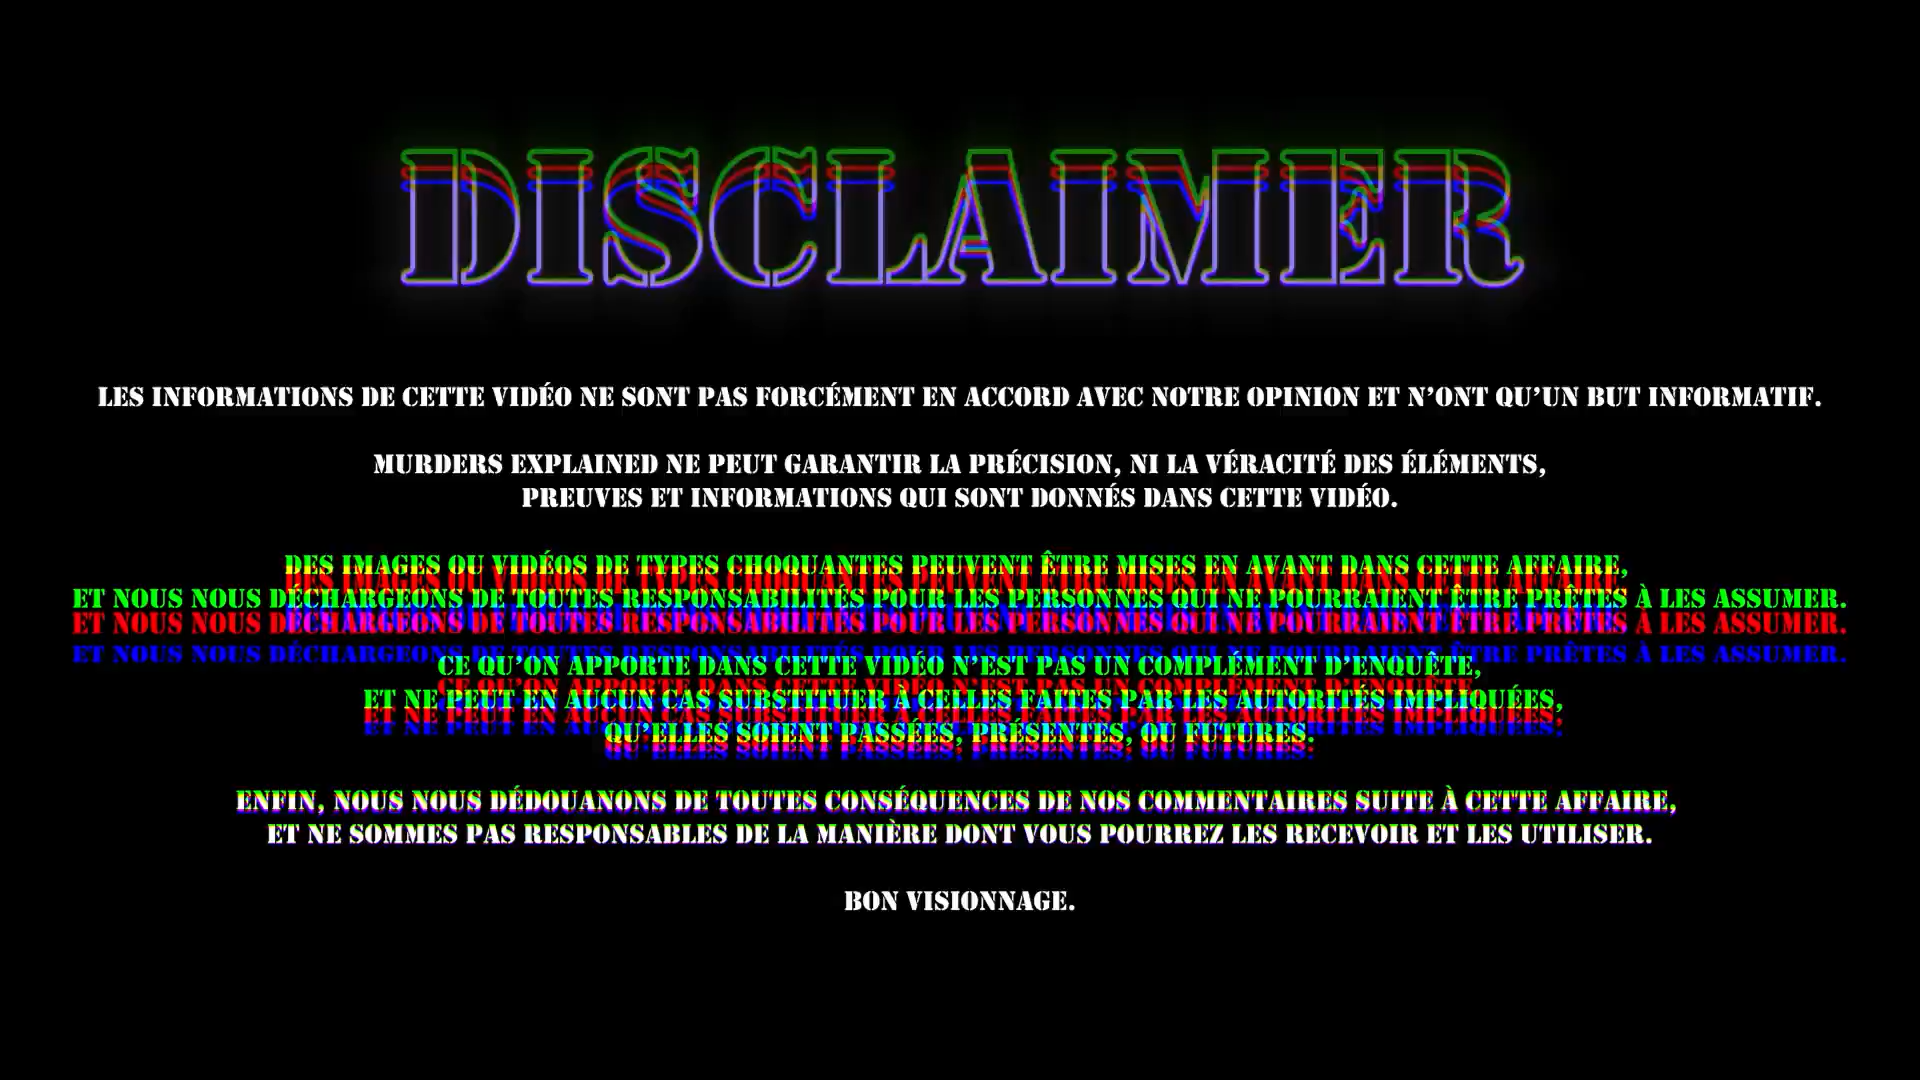 DISCLAIMER
LES INFORMATIONS DE CETTE VIDÉO NE SONT PAS FORCÉMENT EN ACCORD AVEC NOTRE OPINION ET N'ONT QU'UN BUT INFORMATIF.
MURDERS EXPLAINED NE PEUT GARANTIR LA PRÉCISION, NI LA VÉRACITÉ DES ÉLÉMENTS,
PREUVES ET INFORMATIONS QUI SONT DONNÉS DANS CETTE VIDÉO.
DES IMAGES OU VIDÉOS DE TYPES CHOQUANTES PEUVENT ÊTRE MISES EN AVANT DANS CETTE AFFAIRE,
ET NOUS NOUS DÉCHARGEONS DE TOUTES RESPONSABILITÉS POUR LES PERSONNES QUI NE POURRAIENT ÊTRE PRÊTES À LES ASSUMER.
CE QU'ON APPORTE DANS CETTE VIDÉO N'EST PAS UN COMPLÉMENT D'ENQUÊTE,
ET NE PEUT EN AUCUN CAS SUBSTITUER À CELLES FAITES PAR LES AUTORITÉS IMPLIQUÉES,
QU'ELLES SOIENT PASSÉES, PRÉSENTES, OU FUTURES.
ENFIN, NOUS NOUS DÉDOUANONS DE TOUTES CONSÉQUENCES DE NOS COMMENTAIRES SUITE À CETTE AFFAIRE,
ET NE SOMMES PAS RESPONSABLES DE LA MANIÈRE DONT VOUS POURREZ LES RECEVOIR ET LES UTILISER.
BON VISIONNAGE.